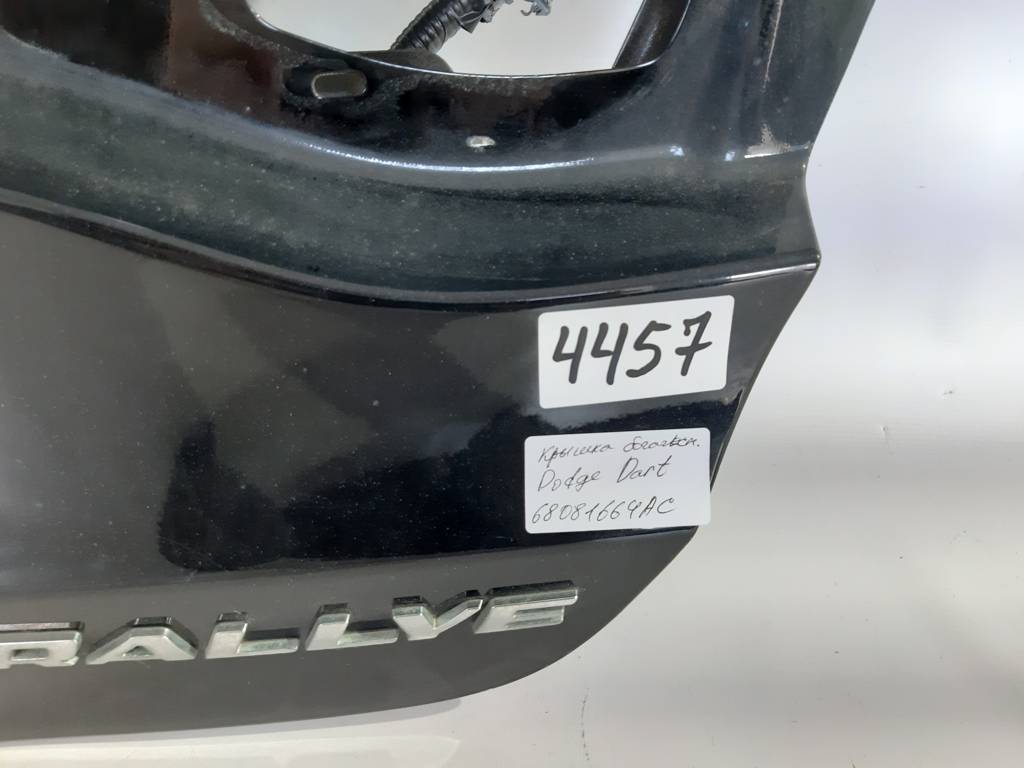 4457
крышка багажн.
Dodge Dart
68081664AC
RALLYE